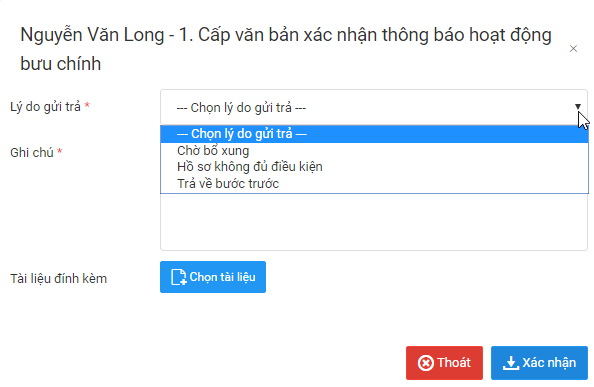 Nguyễn Văn Long - 1. Cấp văn bản xác nhận thông báo hoạt động
bưu chính
×
Lý do gửi trả *
--- Chọn lý do gửi trả ---
--- Chọn lý do gửi trả ---
Chờ bổ xung
Hồ sơ không đủ điều kiện
Trả về bước trước
Ghi chú *
Tài liệu đính kèm
Chọn tài liệu
Thoát
Xác nhận